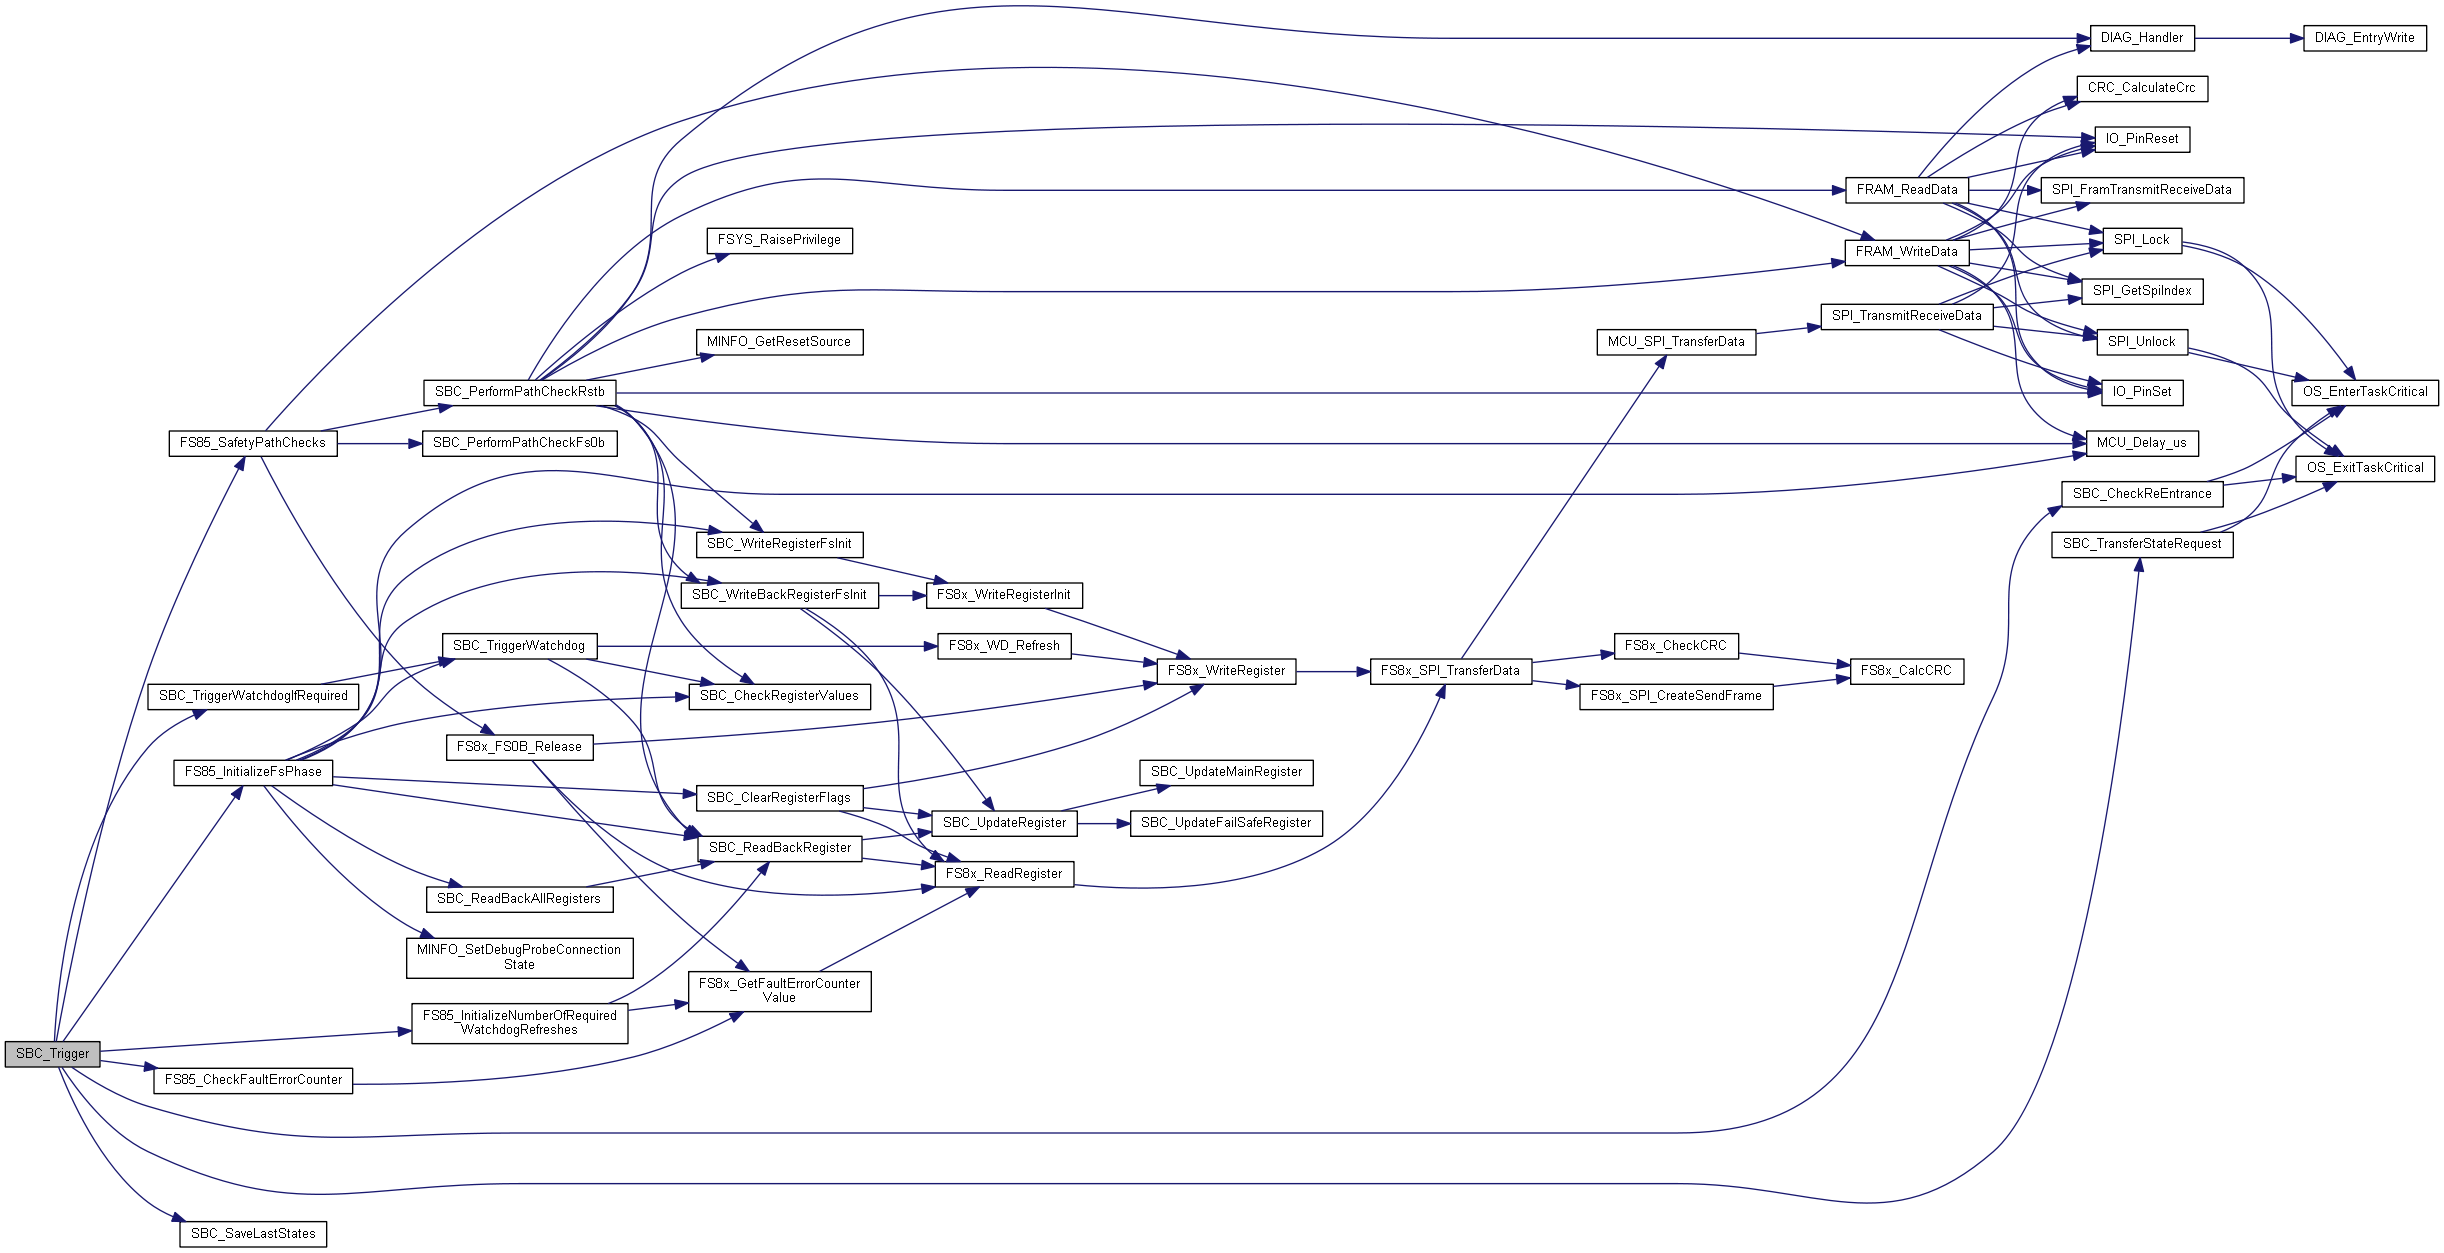 DIAG_Handler
DIAG_EntryWrite
CRC_CalculateCrc
IO_PinReset
FRAM_ReadData
SPI_FramTransmitReceiveData
FSYS_RaisePrivilege
FRAM_WriteData
SPI_Lock
SPI_GetSpiIndex
SPI_TransmitReceiveData
MINFO_GetResetSource
MCU_SPI_TransferData
SPI_Unlock
SBC_PerformPathCheckRstb
IO_PinSet
OS_EnterTaskCritical
FS85_SafetyPathChecks
SBC_PerformPathCheckFs0b
MCU_Delay_us
OS_ExitTaskCritical
SBC_CheckReEntrance
SBC_WriteRegisterFsInit
SBC_TransferStateRequest
SBC_WriteBackRegisterFsInit
FS8x_WriteRegisterInit
SBC_TriggerWatchdog
FS8x_WD_Refresh
FS8x_CheckCRC
FS8x_WriteRegister
FS8x_SPI_TransferData
FS8x_CalcCRC
SBC_TriggerWatchdogIfRequired
SBC_CheckRegisterValues
FS8x_SPI_CreateSendFrame
FS8x_FS0B_Release
FS85_InitializeFsPhase
SBC_UpdateMainRegister
SBC_ClearRegisterFlags
SBC_UpdateRegister
SBC_UpdateFailSafeRegister
SBC_ReadBackRegister
FS8x_ReadRegister
SBC_ReadBackAllRegisters
MINFO_SetDebugProbeConnection
State
FS8x_GetFaultErrorCounter
Value
FS85_InitializeNumberOfRequired
WatchdogRefreshes
SBC_Trigger
FS85_CheckFaultErrorCounter
SBC_SaveLastStates